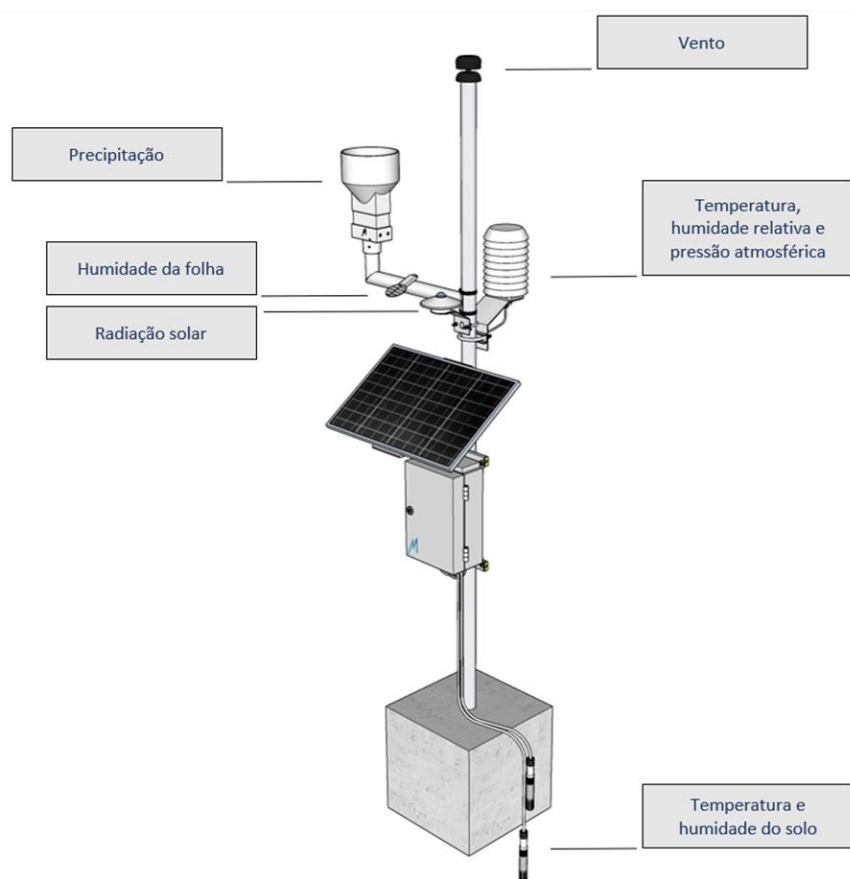 Vento
Precipitação
Temperatura,
humidade relativa e
pressão atmosférica
Humidade da folha
Radiação solar
Temperatura e
humidade do solo